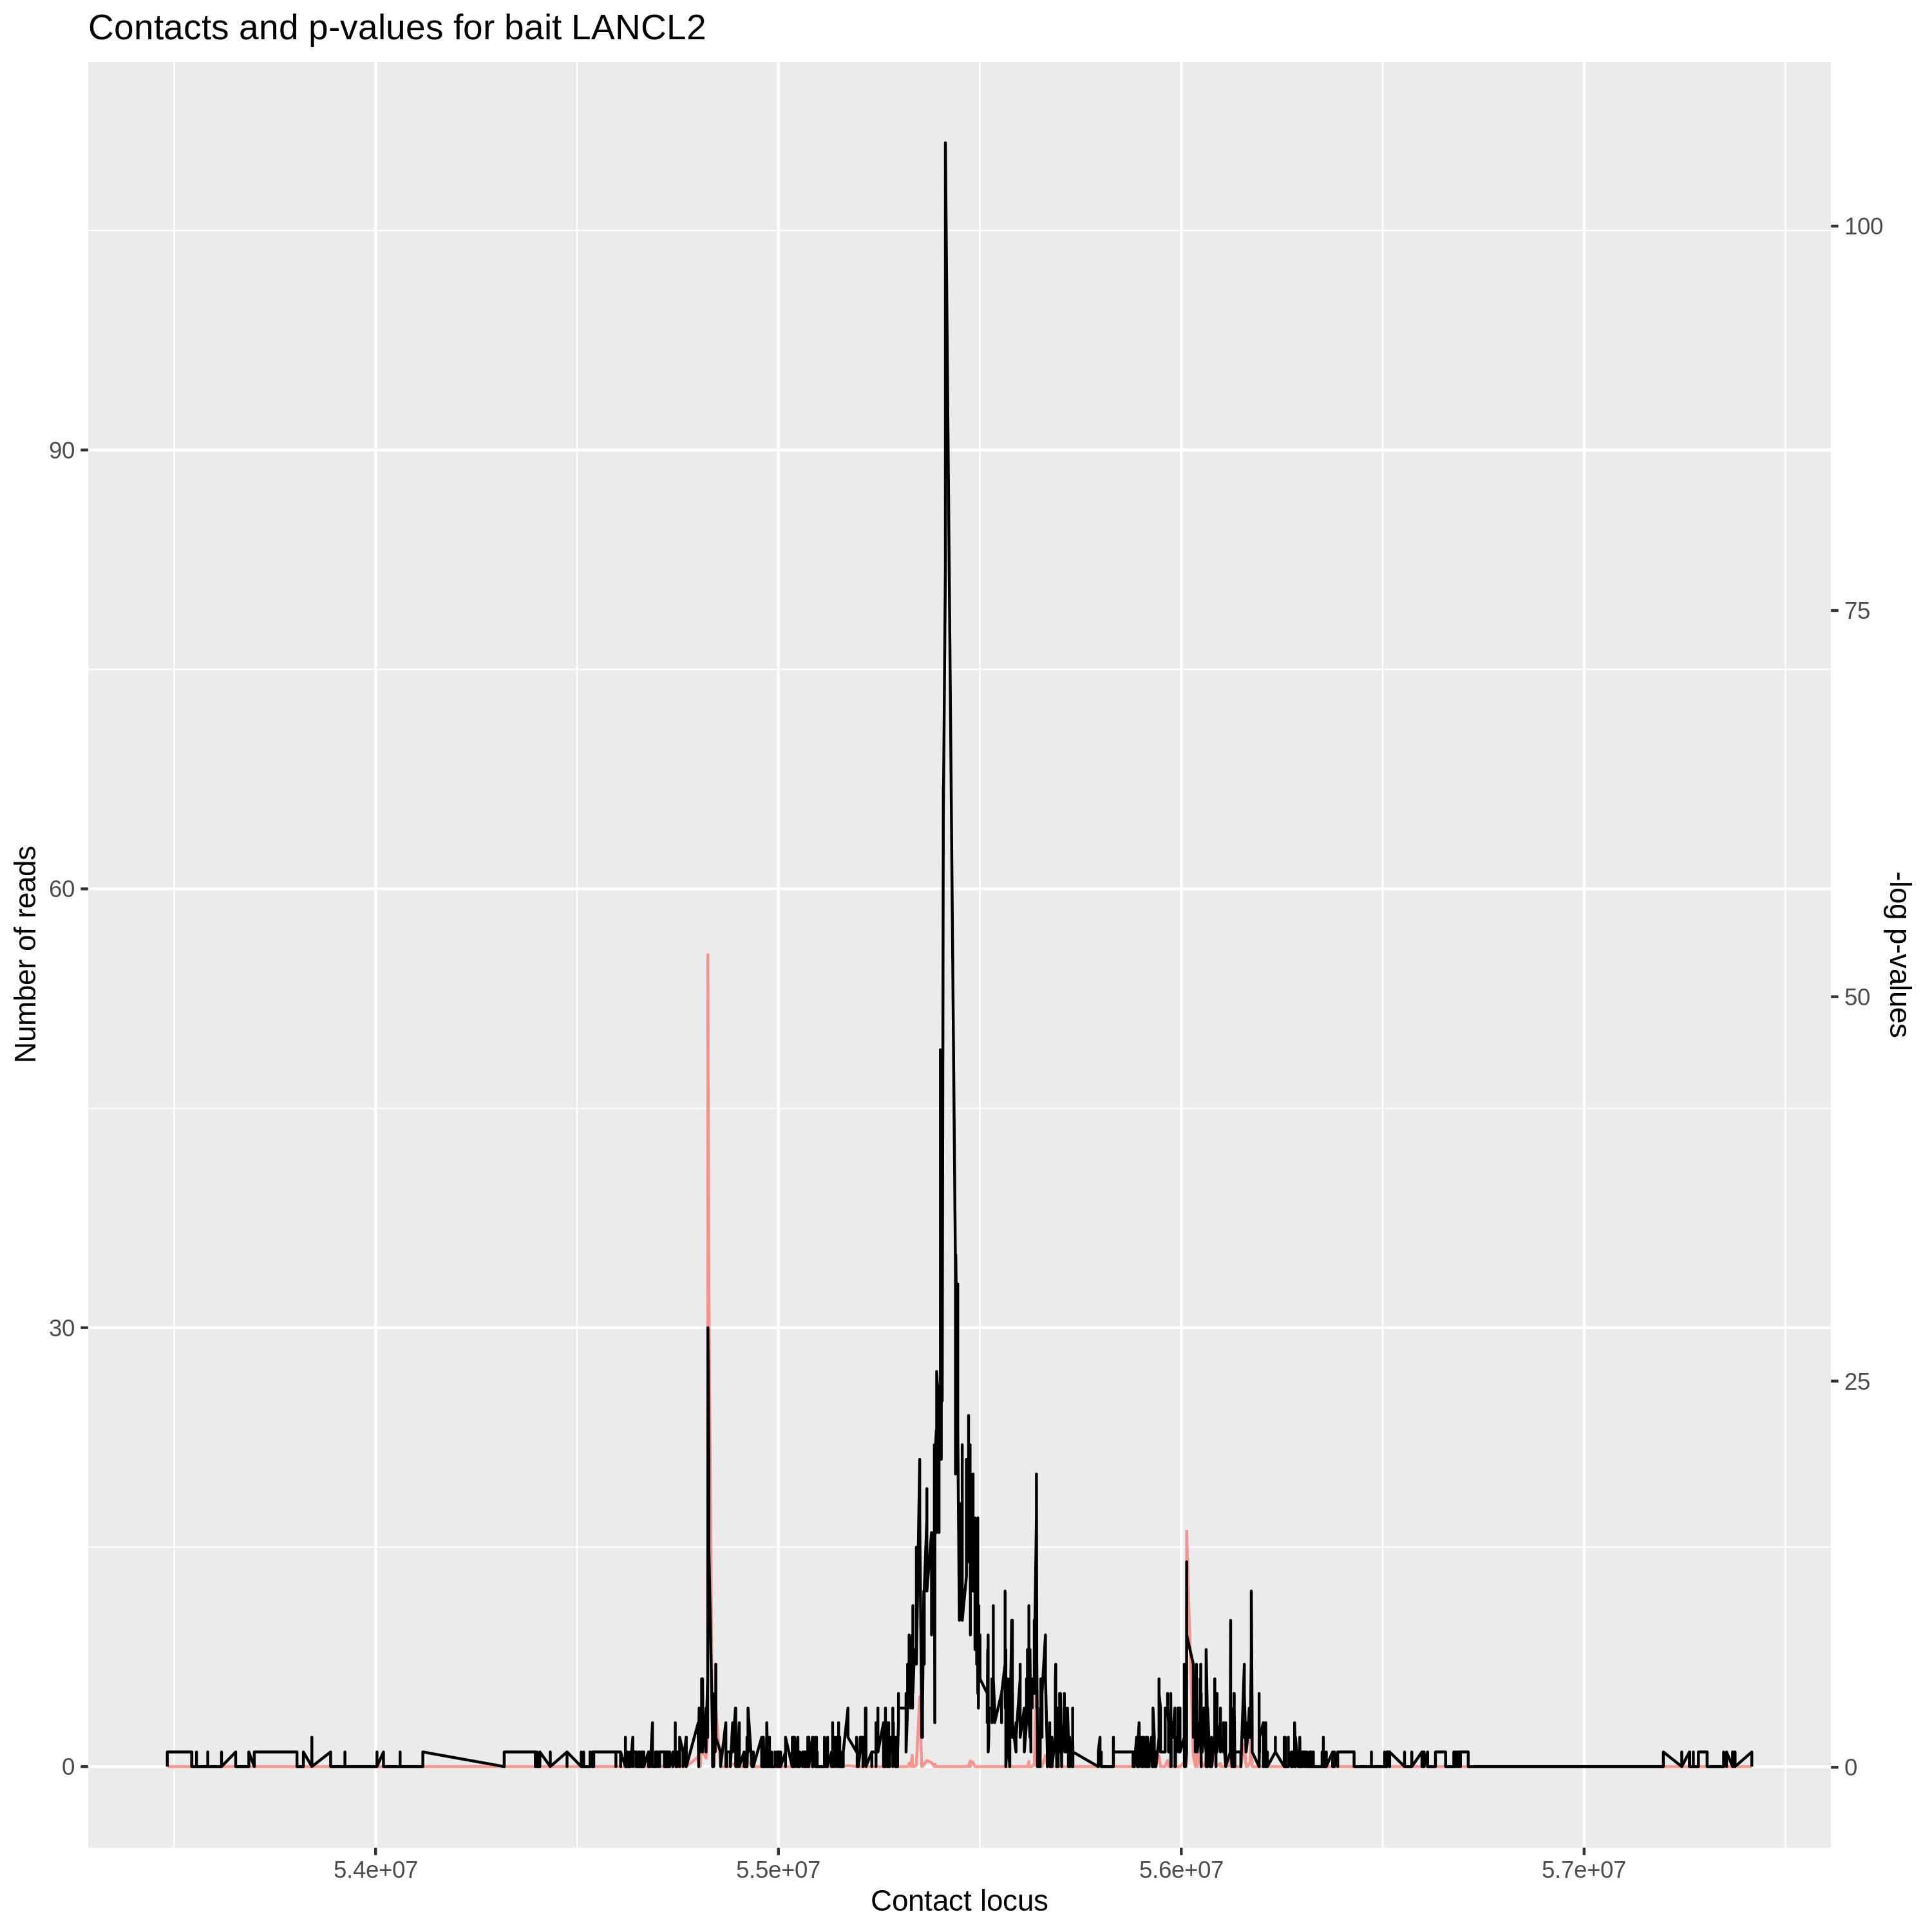 Contacts and p-values for bait LANCL2
Number of reads
90
60
30
0
100
75
50
25
0
-log p-values
5.4e+07 5.5e+07 5.6e+07 5.7e+07
Contact locus